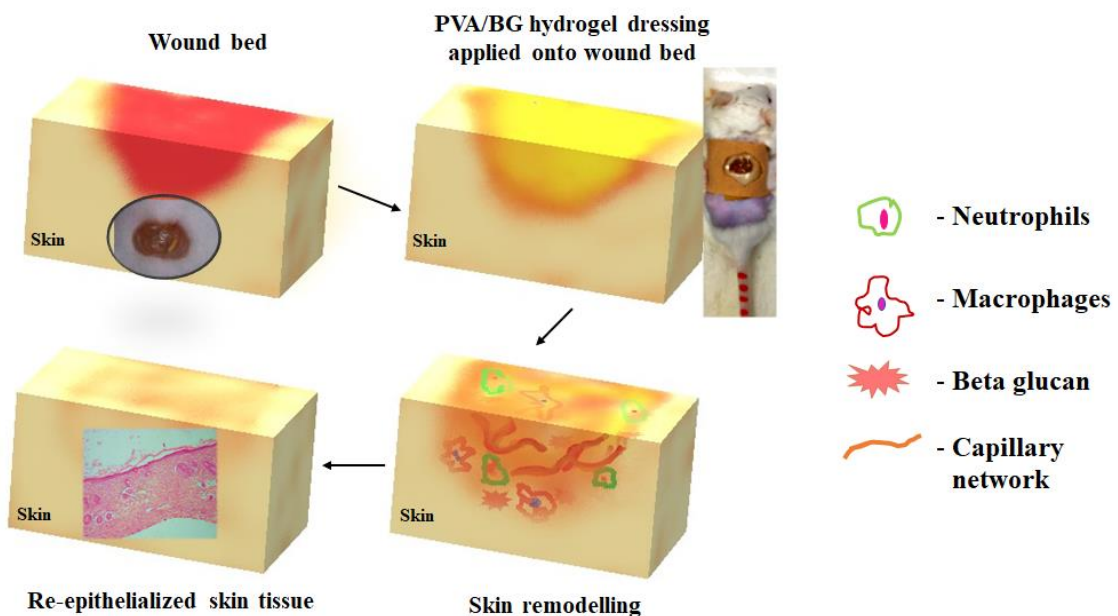 Wound bed
PVA/BG hydrogel dressing
applied onto wound bed
Skin
Skin
- Neutrophils
- Macrophages
- Beta glucan
- Capillary
network
Skin
Skin
Re-epithelialized skin tissue
Skin remodelling